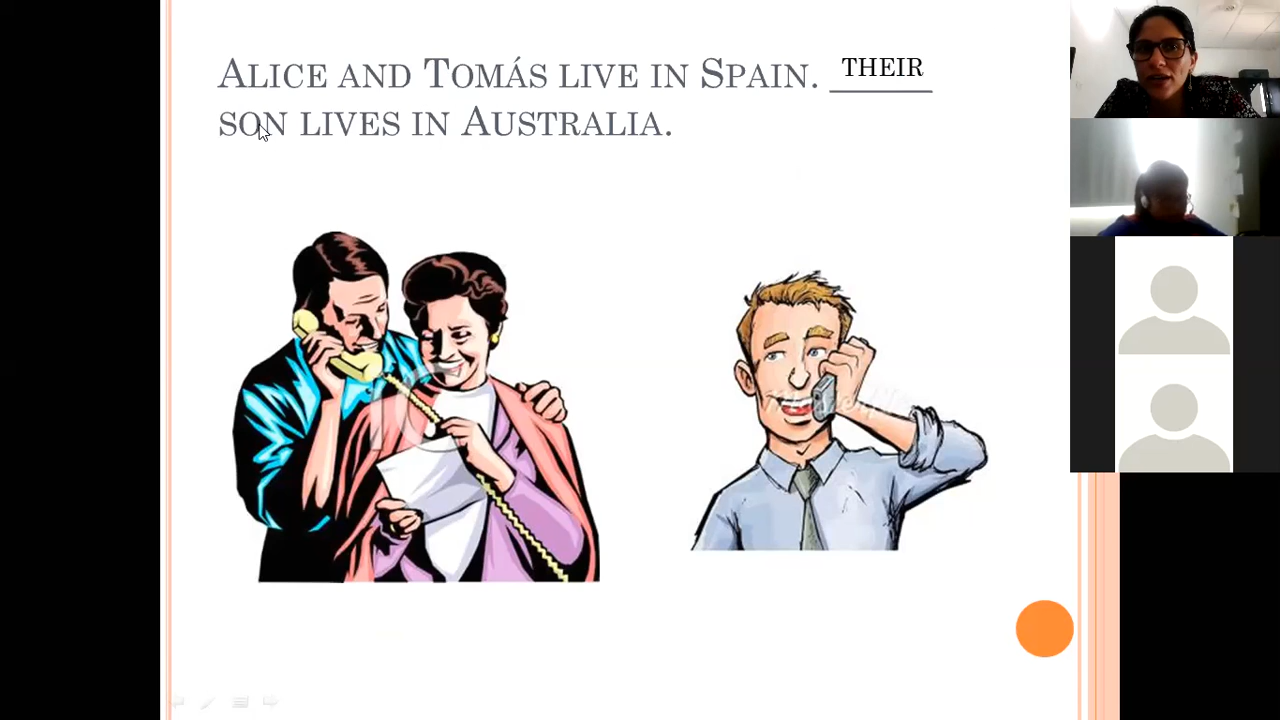 ALICE AND TOMÁS LIVE IN SPAIN. THEIR
SON LIVES IN AUSTRALIA.